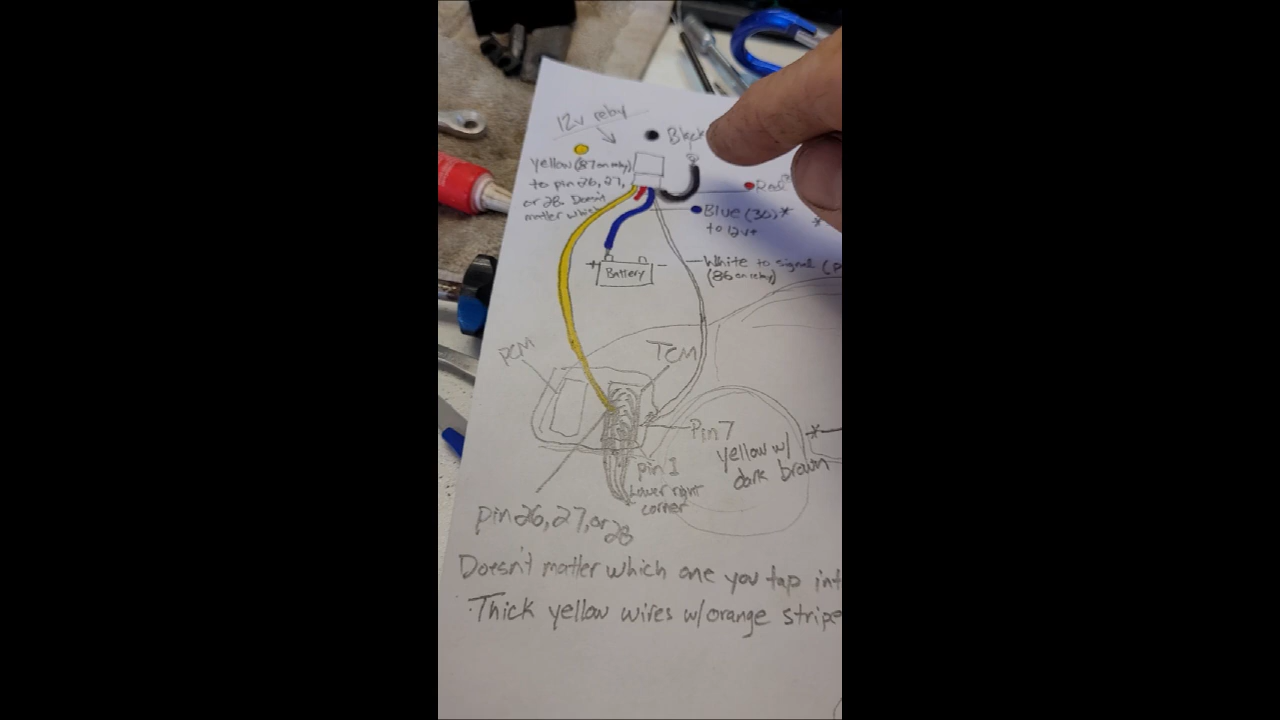 12v relay
Black
Yellow (87 on relay)
to pin 26, 27,
or 28. Doesn't
matter which
Red
Blue (30) *
to 12v+
*
+ Battery -
White to signal (p
(86 on relay)
PCM
TCM
Pin 7
yellow w/
dark brown
*
pin 1
Lower right
corner
pin 26, 27, or 28
Doesn't matter which one you tap int
· Thick yellow wires w/orange stripe